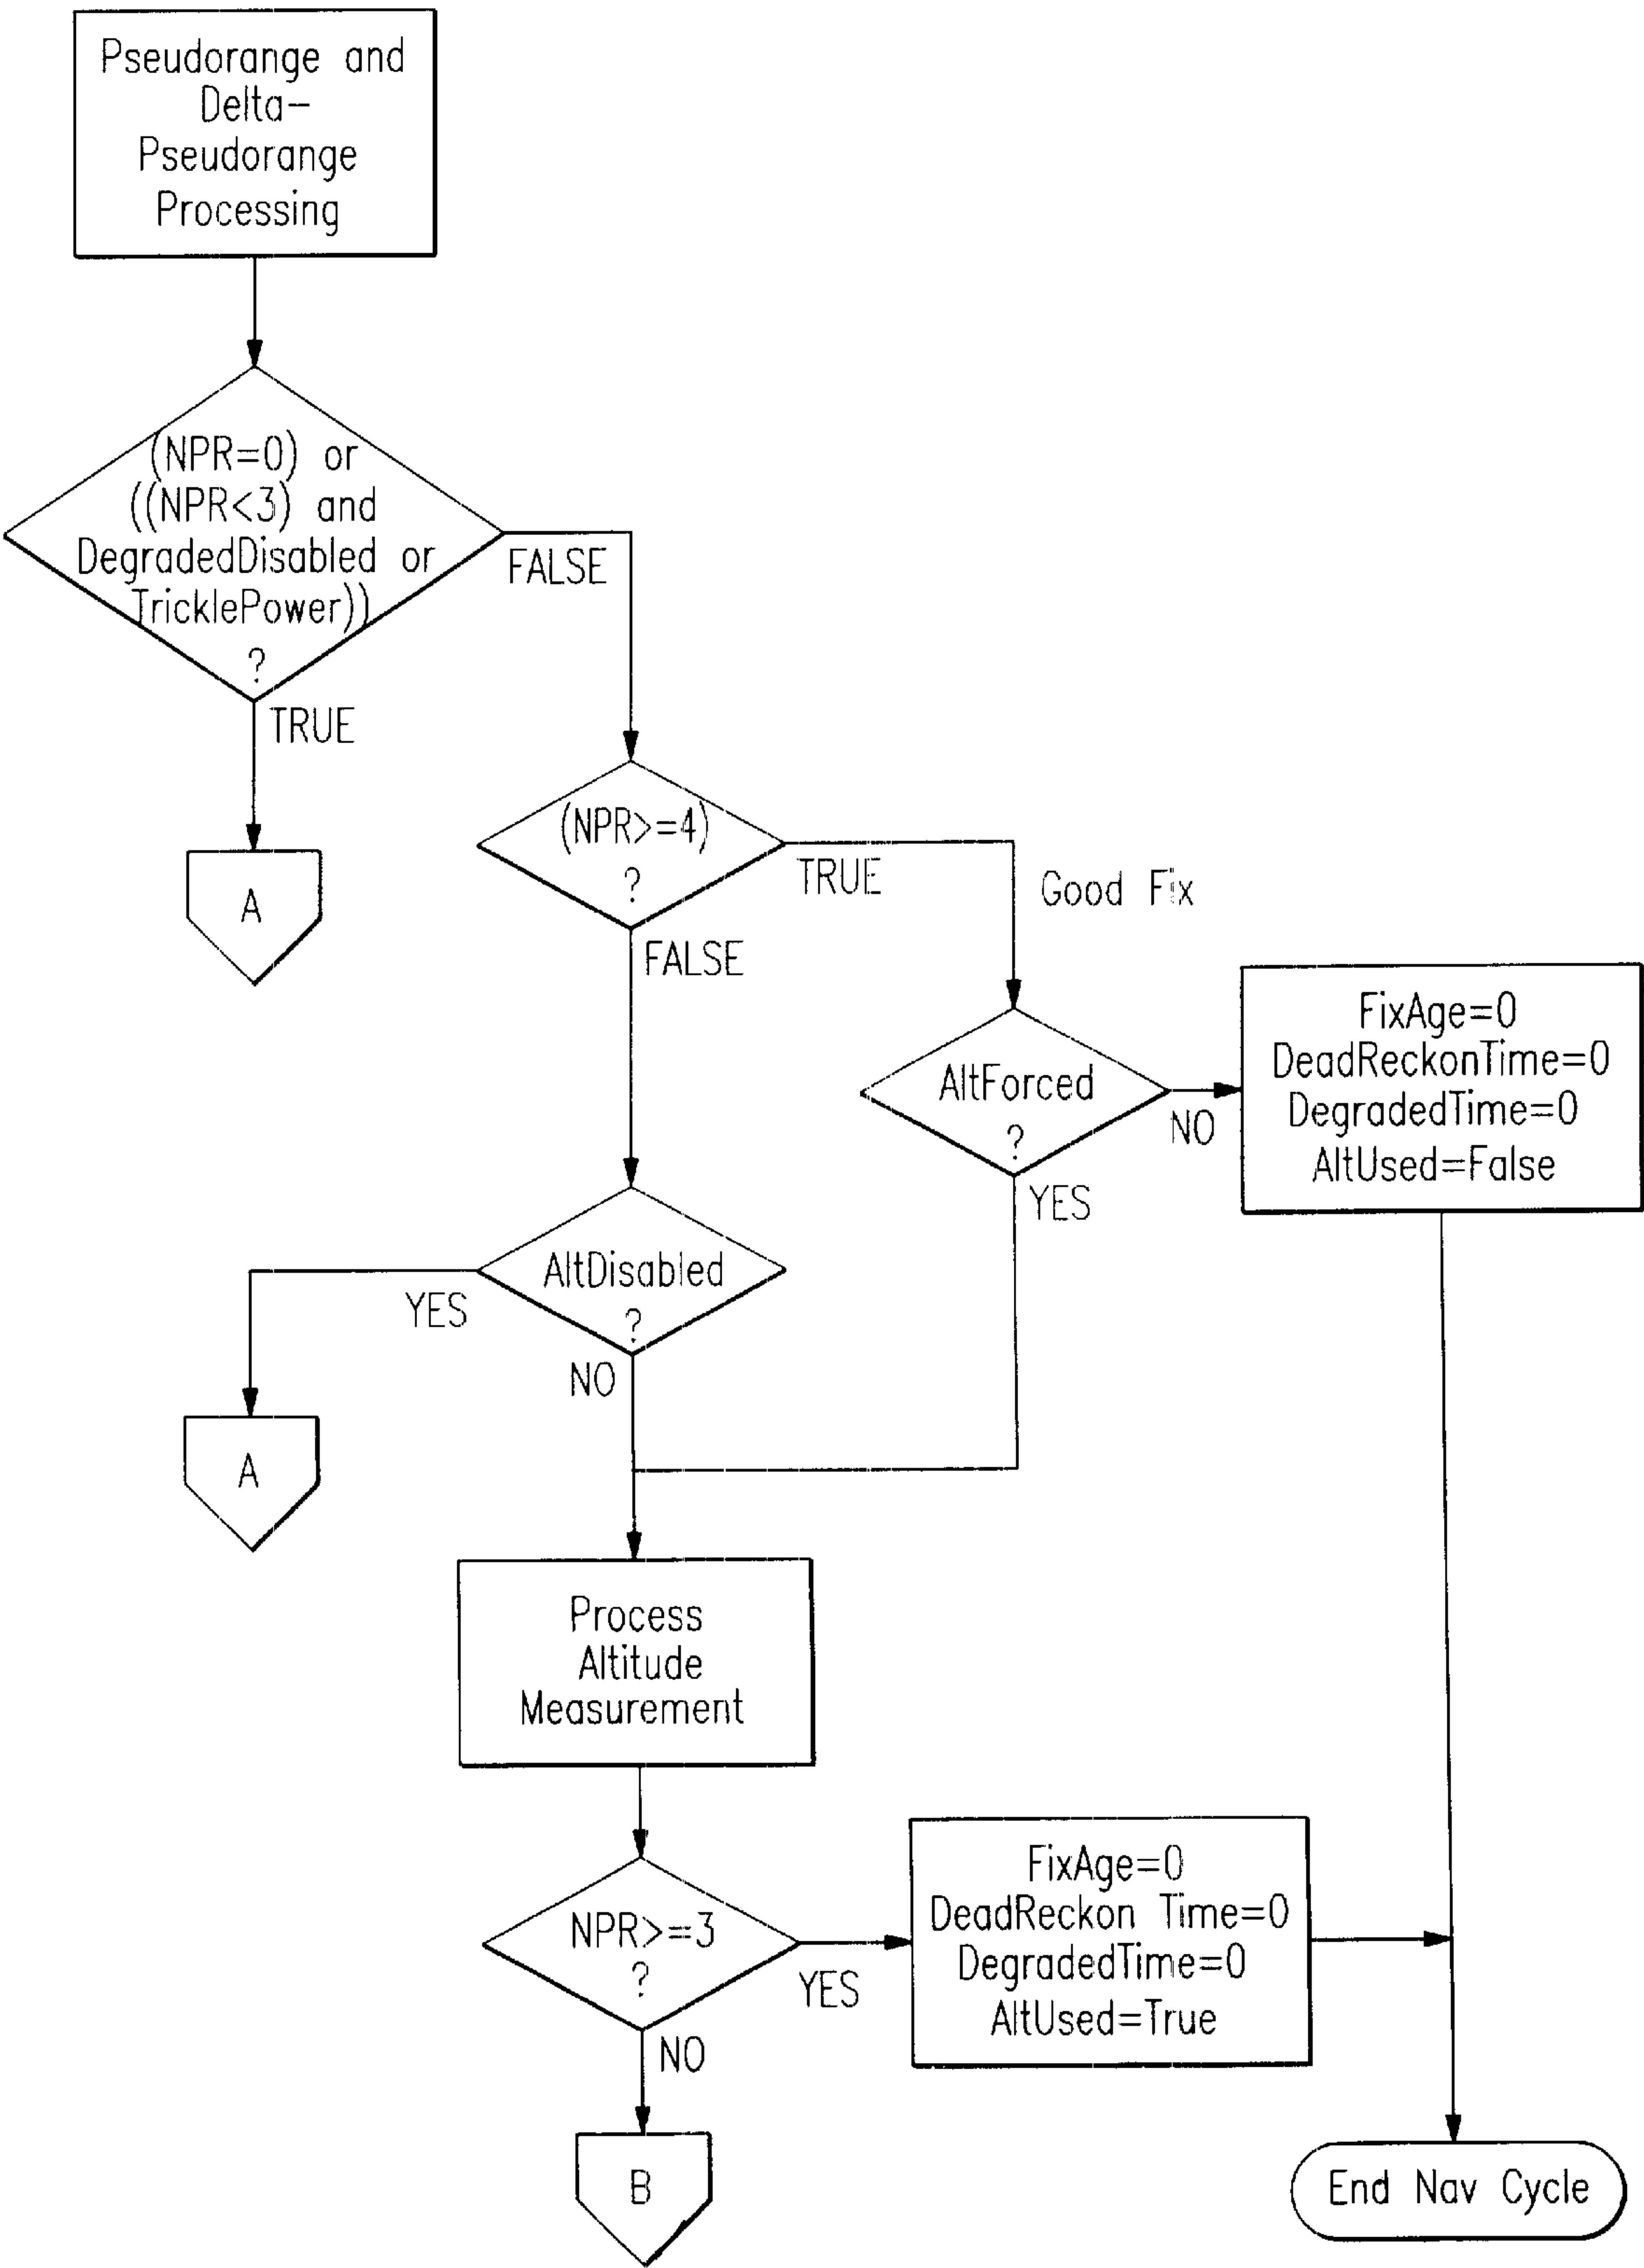 Pseudorange and
Delta-
Pseudorange
Processing
(NPR=0) or
((NPR<3) and
DegradedDisabled or
TricklePower))
?
FALSE
TRUE
A
(NPR>=4)
?
TRUE
Good Fix
FALSE
AltForced
?
NO
YES
FixAge=0
DeadReckonTime=0
DegradedTime=0
AltUsed=False
AltDisabled
?
YES
NO
A
Process
Altitude
Measurement
NPR>=3
?
YES
NO
FixAge=0
DeadReckon Time=0
DegradedTime=0
AltUsed=True
B
End Nav Cycle